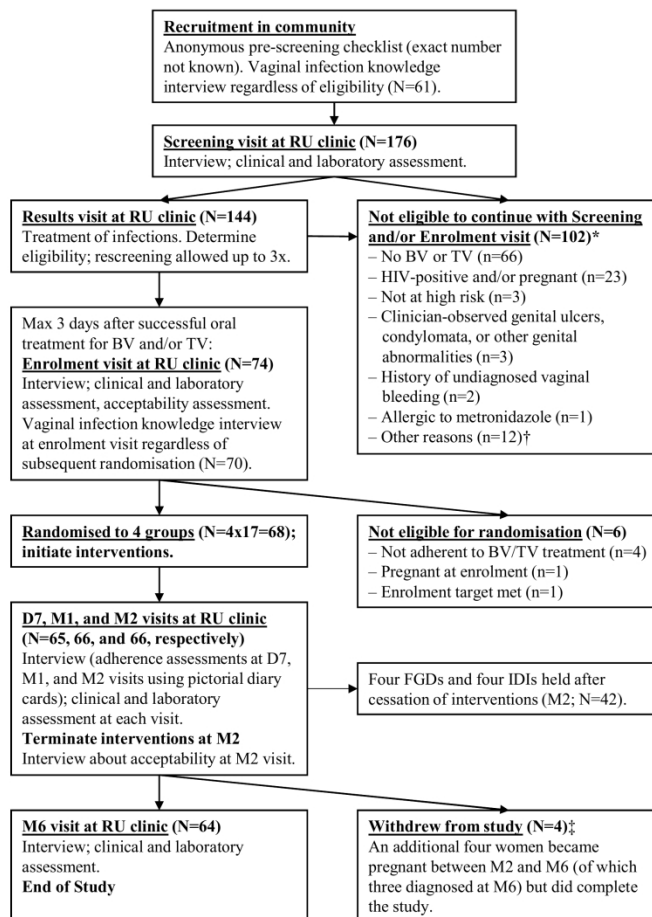 Recruitment in community
Anonymous pre-screening checklist (exact number
not known). Vaginal infection knowledge
interview regardless of eligibility (N=61).
Screening visit at RU clinic (N=176)
Interview; clinical and laboratory assessment.
Results visit at RU clinic (N=144)
Treatment of infections. Determine
eligibility; rescreening allowed up to 3x.
Not eligible to continue with Screening
and/or Enrolment visit (N=102)*
– No BV or TV (n=66)
– HIV-positive and/or pregnant (n=23)
– Not at high risk (n=3)
– Clinician-observed genital ulcers,
condylomata, or other genital
abnormalities (n=3)
– History of undiagnosed vaginal
bleeding (n=2)
– Allergic to metronidazole (n=1)
– Other reasons (n=12)†
Max 3 days after successful oral
treatment for BV and/or TV:
Enrolment visit at RU clinic (N=74)
Interview; clinical and laboratory
assessment, acceptability assessment.
Vaginal infection knowledge interview
at enrolment visit regardless of
subsequent randomisation (N=70).
Randomised to 4 groups (N=4x17=68);
initiate interventions.
Not eligible for randomisation (N=6)
– Not adherent to BV/TV treatment (n=4)
– Pregnant at enrolment (n=1)
– Enrolment target met (n=1)
D7, M1, and M2 visits at RU clinic
(N=65, 66, and 66, respectively)
Interview (adherence assessments at D7,
M1, and M2 visits using pictorial diary
cards); clinical and laboratory
assessment at each visit.
Terminate interventions at M2
Interview about acceptability at M2 visit.
Four FGDs and four IDIs held after
cessation of interventions (M2; N=42).
M6 visit at RU clinic (N=64)
Interview; clinical and laboratory
assessment.
End of Study
Withdrew from study (N=4)‡
An additional four women became
pregnant between M2 and M6 (of which
three diagnosed at M6) but did complete
the study.